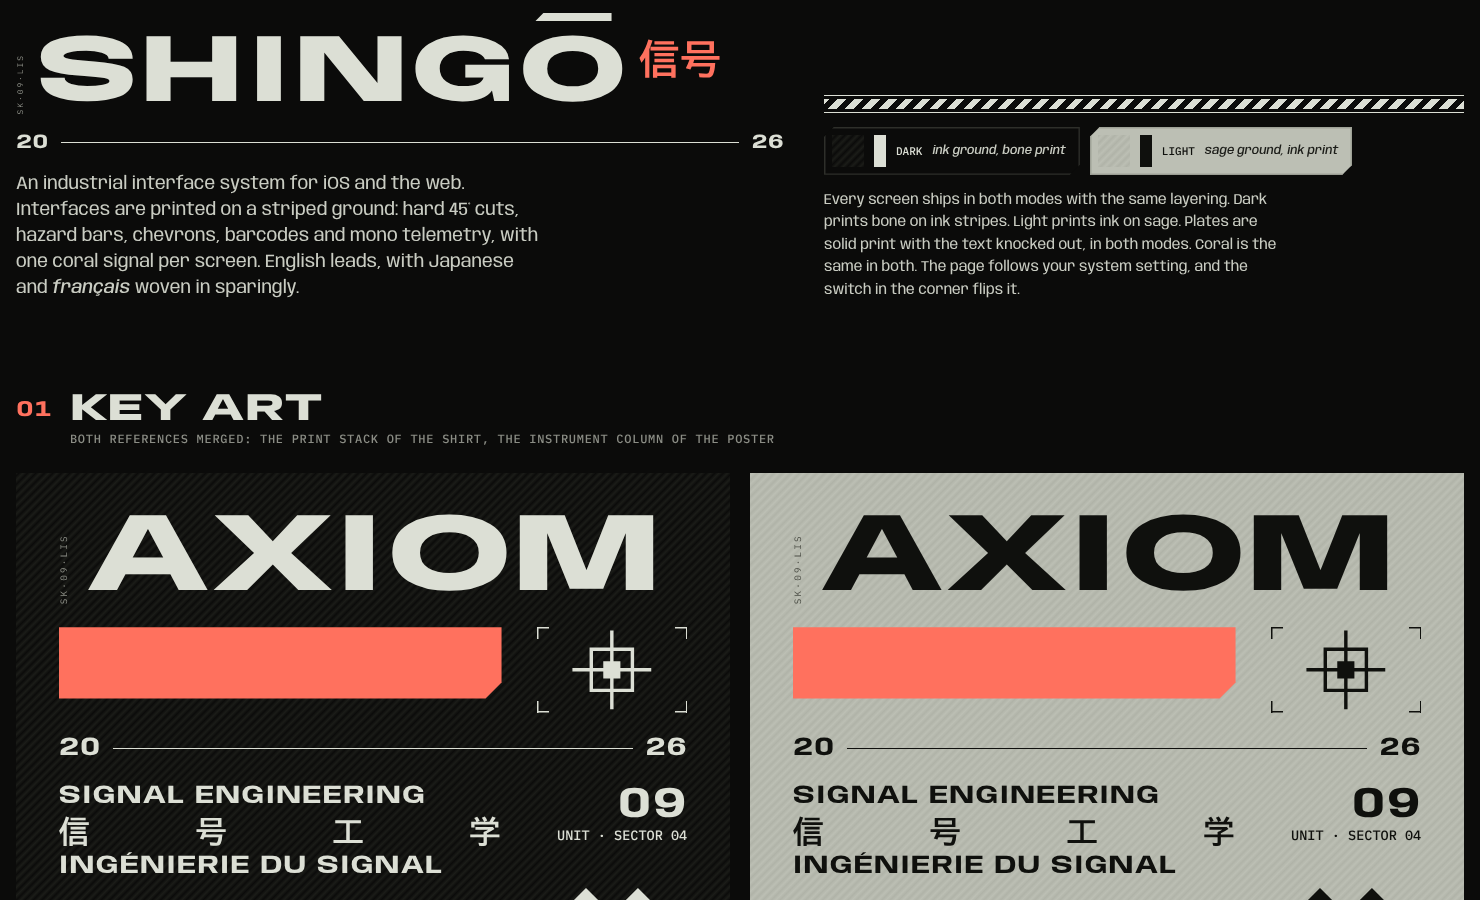 SK·09·LIS
SHINGŌ 信号
20 26
An industrial interface system for iOS and the web.
Interfaces are printed on a striped ground: hard 45° cuts,
hazard bars, chevrons, barcodes and mono telemetry, with
one coral signal per screen. English leads, with Japanese
and français woven in sparingly.
DARK ink ground, bone print
LIGHT sage ground, ink print
Every screen ships in both modes with the same layering. Dark
prints bone on ink stripes. Light prints ink on sage. Plates are
solid print with the text knocked out, in both modes. Coral is the
same in both. The page follows your system setting, and the
switch in the corner flips it.
01 KEY ART
BOTH REFERENCES MERGED: THE PRINT STACK OF THE SHIRT, THE INSTRUMENT COLUMN OF THE POSTER
SK·09·LIS
AXIOM
20 26
SIGNAL ENGINEERING
信号工学
INGÉNIERIE DU SIGNAL
09
UNIT · SECTOR 04
SK·09·LIS
AXIOM
20 26
SIGNAL ENGINEERING
信号工学
INGÉNIERIE DU SIGNAL
09
UNIT · SECTOR 04